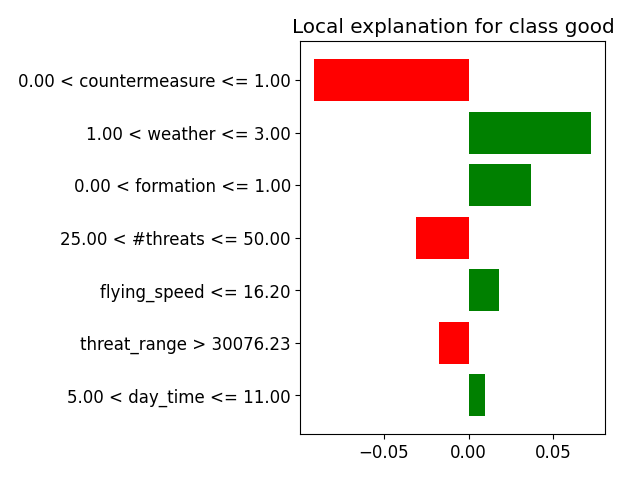 Local explanation for class good
0.00 < countermeasure <= 1.00
1.00 < weather <= 3.00
0.00 < formation <= 1.00
25.00 < #threats <= 50.00
flying_speed <= 16.20
threat_range > 30076.23
5.00 < day_time <= 11.00
−0.05 0.00 0.05